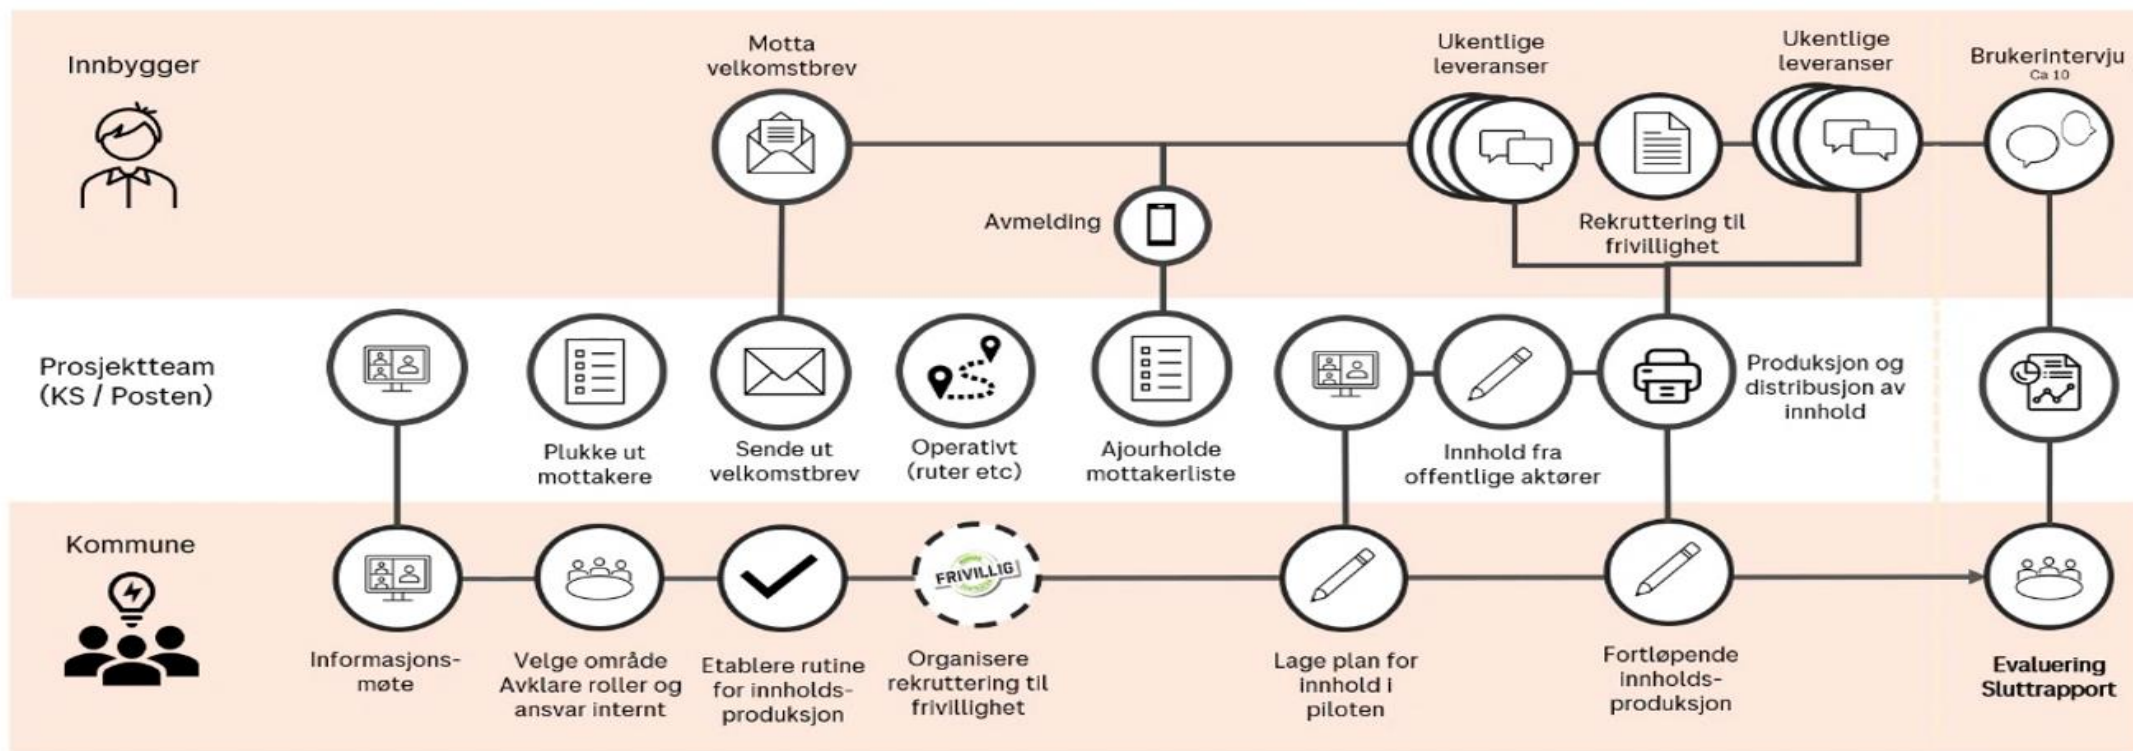 Innbygger
Motta
velkomstbrev
Avmelding
Ukentlige
leveranser
Rekruttering til
frivillighet
Ukentlige
leveranser
Brukerintervju
Ca 10
Prosjektteam
(KS / Posten)
Plukke ut
mottakere
Sende ut
velkomstbrev
Operativt
(ruter etc)
Ajourholde
mottakerliste
Innhold fra
offentlige aktører
Produksjon og
distribusjon av
innhold
Kommune
FRIVILLIG
Informasjons-
møte
Velge område
Avklare roller og
ansvar internt
Etablere rutine
for innholds-
produksjon
Organisere
rekruttering til
frivillighet
Lage plan for
innhold i
piloten
Fortløpende
innholds-
produksjon
Evaluering
Sluttrapport